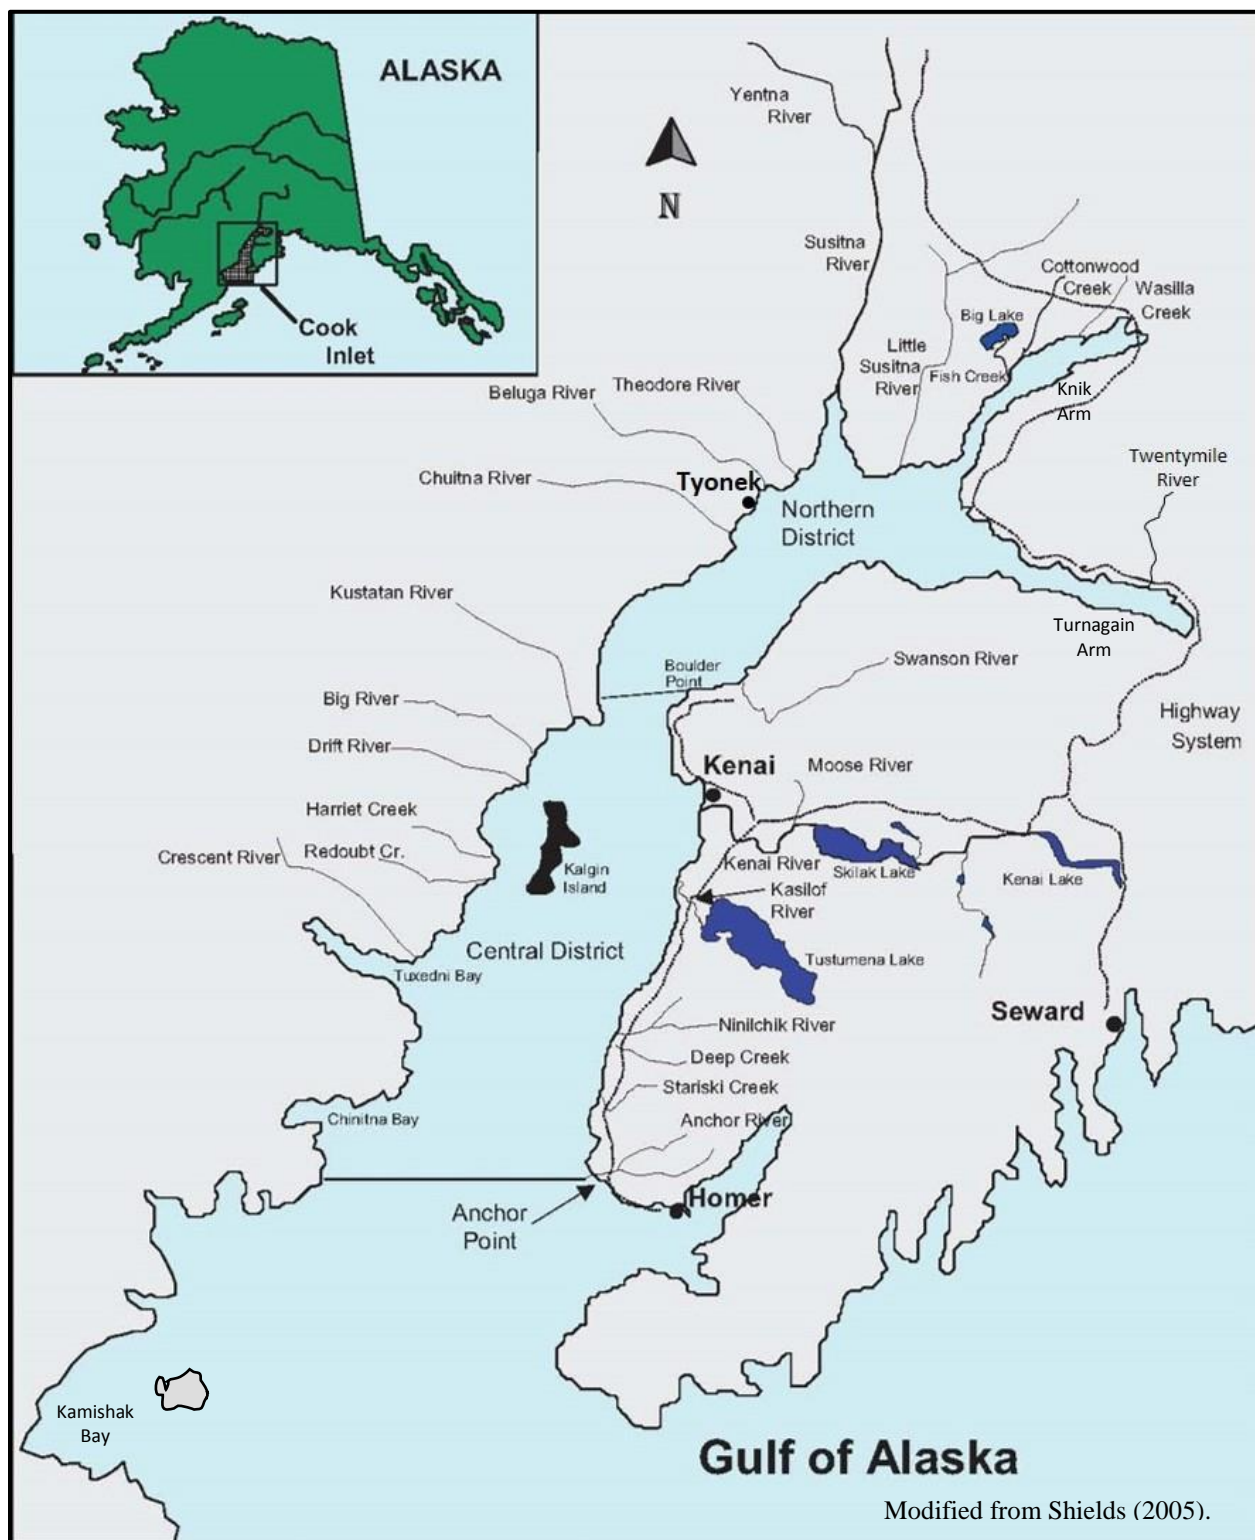 ALASKA
Cook
Inlet
Yentna
River
N
Susitna
River
Cottonwood
Creek
Wasilla
Creek
Big Lake
Little
Susitna
River
Fish Creek
Knik
Arm
Theodore River
Beluga River
Chuitna River
Tyonek
Northern
District
Twentymile
River
Turnagain
Arm
Kustatan River
Boulder
Point
Swanson River
Big River
Drift River
Highway
System
Kenai
Moose River
Harriet Creek
Redoubt Cr.
Crescent River
Kalgin
Island
Kenai River
Skilak Lake
Kenai Lake
Kasilof
River
Central District
Tuxedni Bay
Tustumena Lake
Seward
Ninilchik River
Deep Creek
Stariski Creek
Anchor River
Chinitna Bay
Anchor
Point
Homer
Kamishak
Bay
Gulf of Alaska
Modified from Shields (2005).